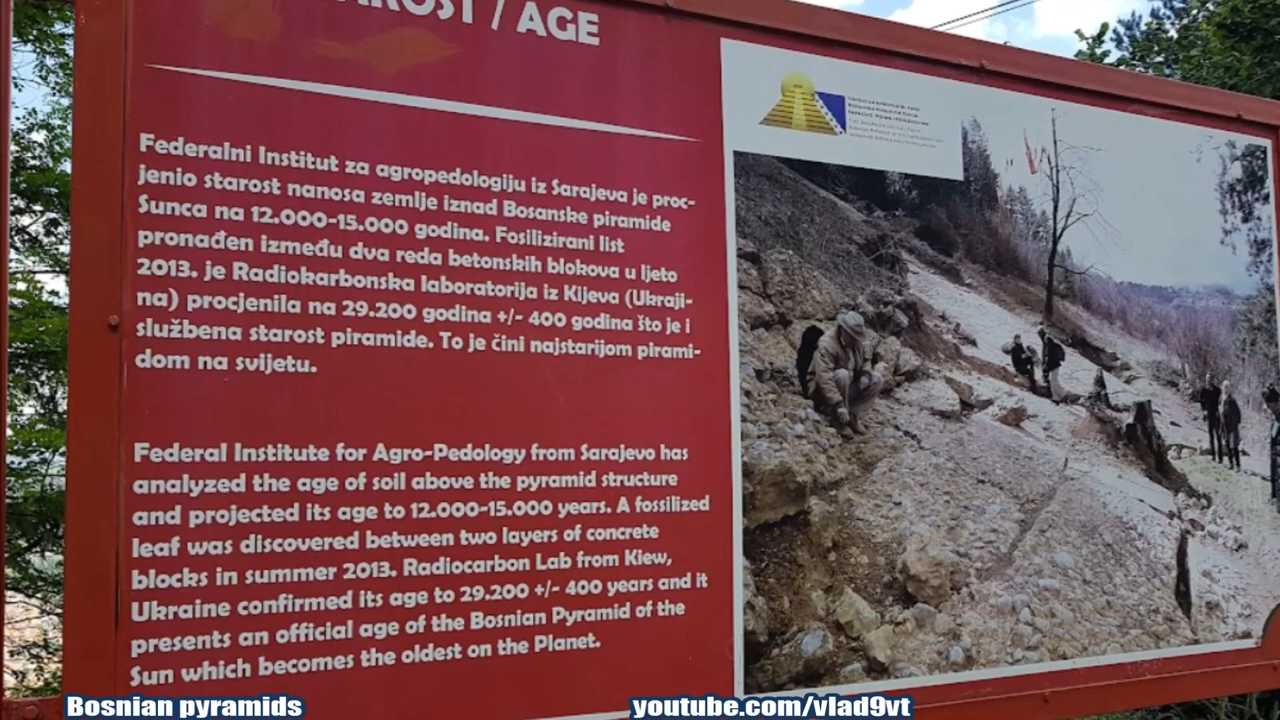 STAROST / AGE
Federalni Institut za agropedologiju iz Sarajeva je proc-
jenio starost nanosa zemlje iznad Bosanske piramide
Sunca na 12.000-15.000 godina. Fosilizirani list
pronađen između dva reda betonskih blokova u ljeto
2013. je Radiokarbonska laboratorija iz Kijeva (Ukraji-
na) procjenila na 29.200 godina +/- 400 godina što je i
službena starost piramide. To je čini najstarijom pirami-
dom na svijetu.
Federal Institute for Agro-Pedology from Sarajevo has
analyzed the age of soil above the pyramid structure
and projected its age to 12.000-15.000 years. A fossilized
leaf was discovered between two layers of concrete
blocks in summer 2013. Radiocarbon Lab from Kiew,
Ukraine confirmed its age to 29.200 +/- 400 years and it
presents an official age of the Bosnian Pyramid of the
Sun which becomes the oldest on the Planet.
Bosnian pyramids
youtube.com/vlad9vt